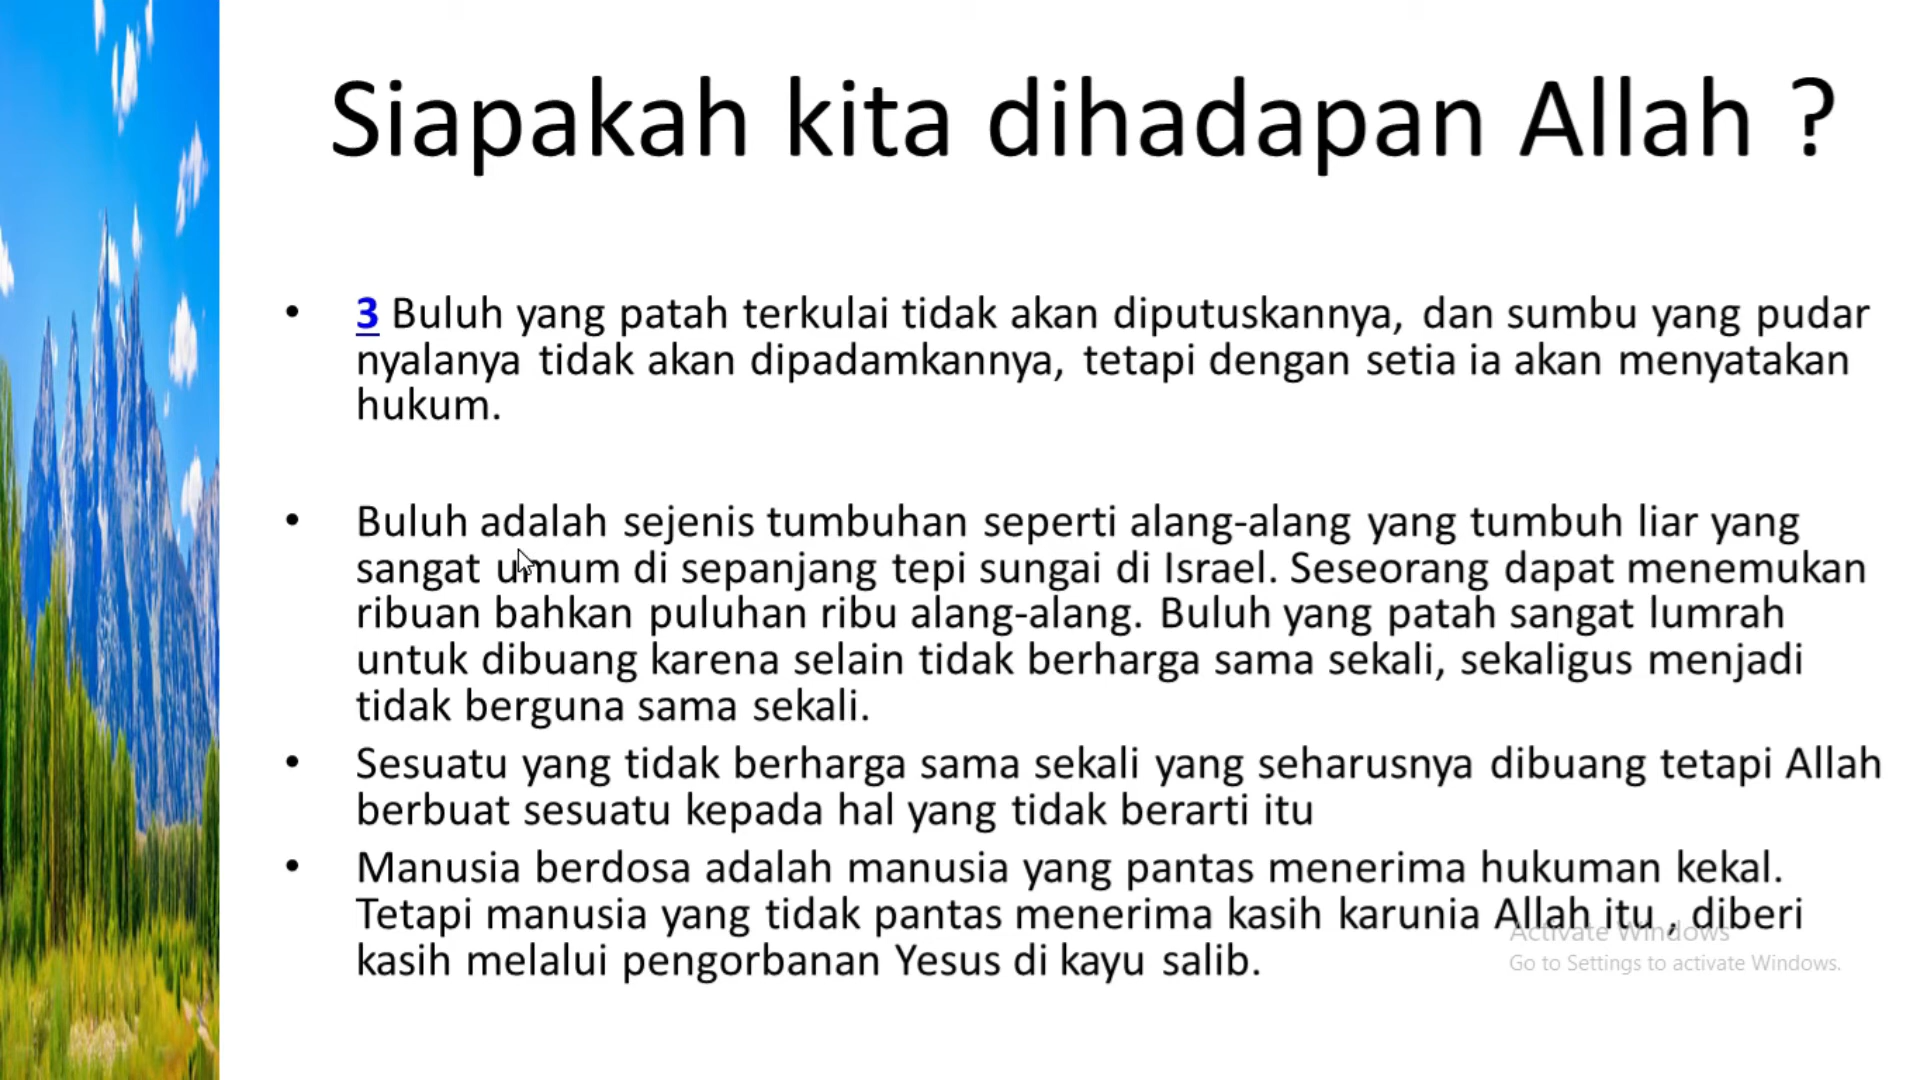 Siapakah kita dihadapan Allah ?
• 3 Buluh yang patah terkulai tidak akan diputuskannya, dan sumbu yang pudar
nyalanya tidak akan dipadamkannya, tetapi dengan setia ia akan menyatakan
hukum.
• Buluh adalah sejenis tumbuhan seperti alang-alang yang tumbuh liar yang
sangat umum di sepanjang tepi sungai di Israel. Seseorang dapat menemukan
ribuan bahkan puluhan ribu alang-alang. Buluh yang patah sangat lumrah
untuk dibuang karena selain tidak berharga sama sekali, sekaligus menjadi
tidak berguna sama sekali.
• Sesuatu yang tidak berharga sama sekali yang seharusnya dibuang tetapi Allah
berbuat sesuatu kepada hal yang tidak berarti itu
• Manusia berdosa adalah manusia yang pantas menerima hukuman kekal.
Tetapi manusia yang tidak pantas menerima kasih karunia Allah itu , diberi
kasih melalui pengorbanan Yesus di kayu salib.
Activate Windows
Go to Settings to activate Windows.